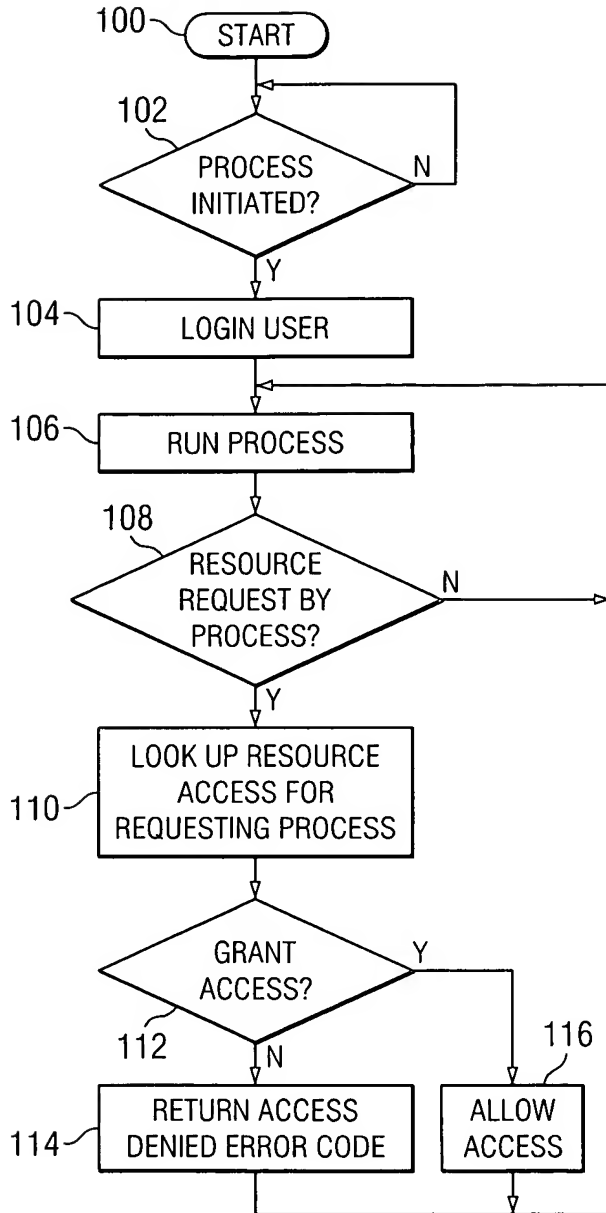 100
START
102
PROCESS
INITIATED?
N
Y
104
LOGIN USER
106
RUN PROCESS
108
RESOURCE
REQUEST BY
PROCESS?
N
Y
110
LOOK UP RESOURCE
ACCESS FOR
REQUESTING PROCESS
GRANT
ACCESS?
Y
112
N
116
114
RETURN ACCESS
DENIED ERROR CODE
ALLOW
ACCESS